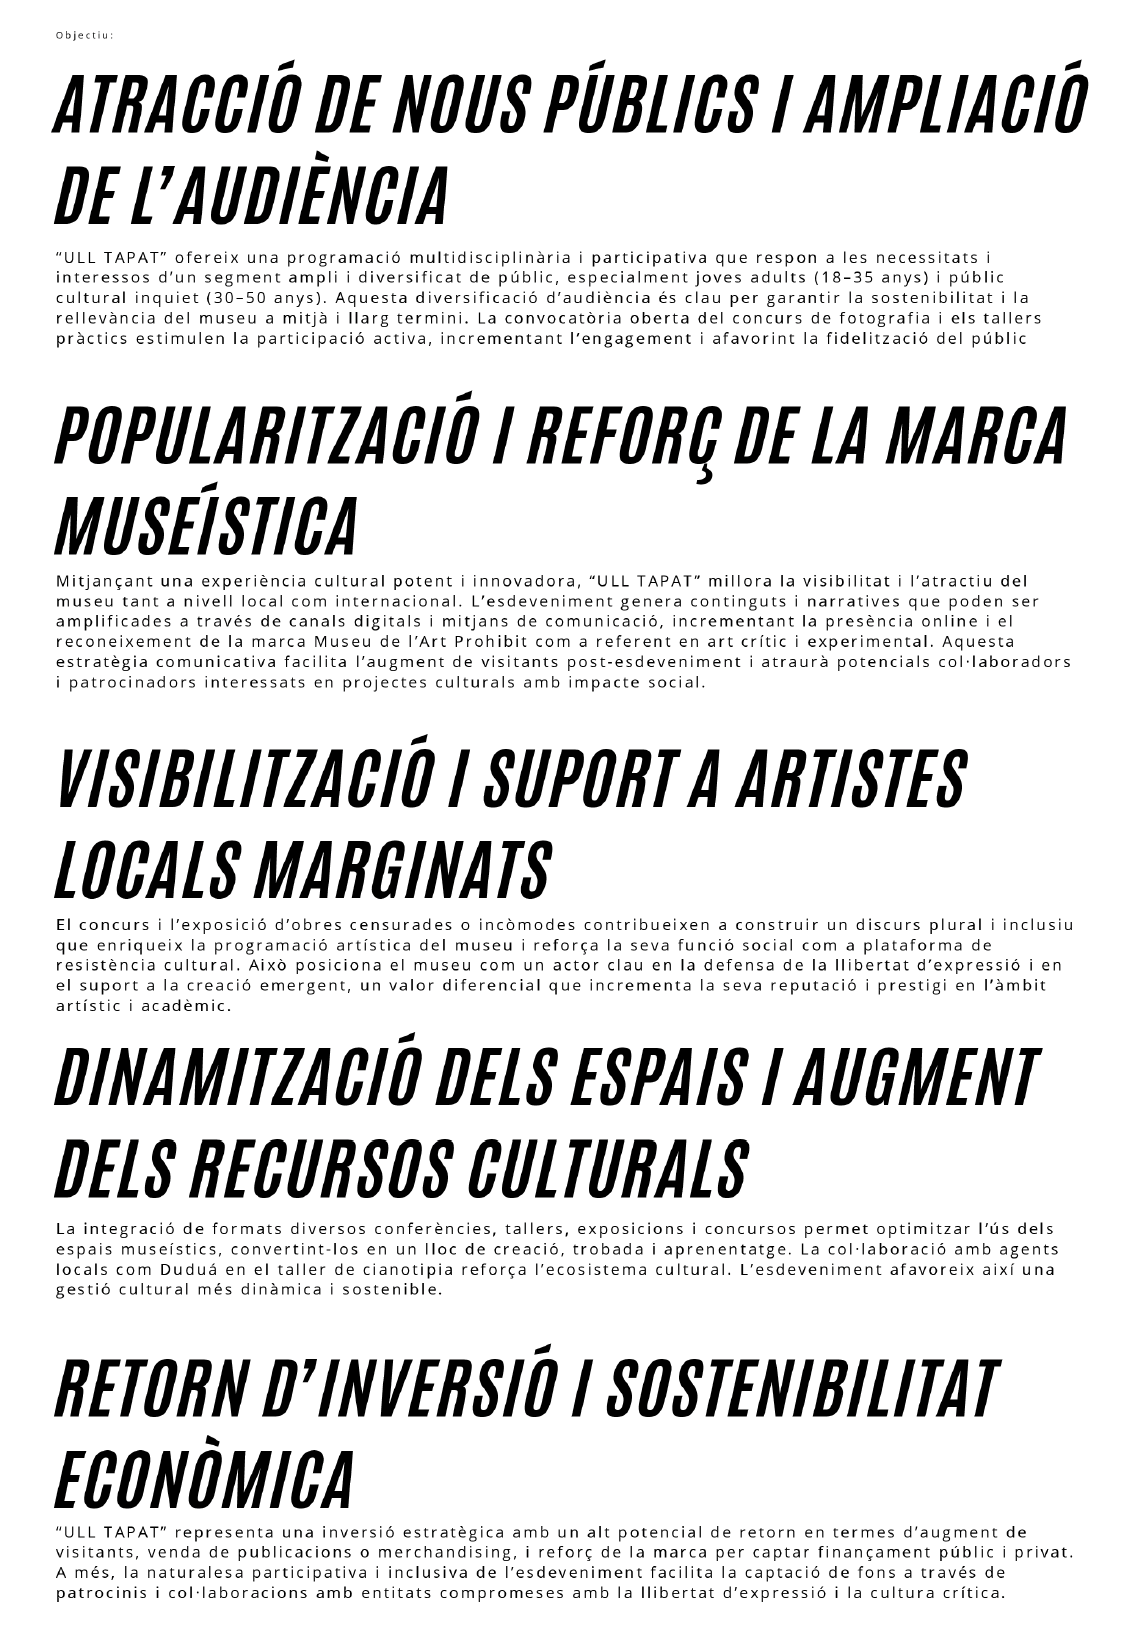 Objectiu:
ATRACCIÓ DE NOUS PÚBLICS I AMPLIACIÓ
DE L’AUDIÈNCIA
“ULL TAPAT” ofereix una programació multidisciplinària i participativa que respon a les necessitats i
interessos d’un segment ampli i diversificat de públic, especialment joves adults (18–35 anys) i públic
cultural inquiet (30–50 anys). Aquesta diversificació d’audiència és clau per garantir la sostenibilitat i la
rellevància del museu a mitjà i llarg termini. La convocatòria oberta del concurs de fotografia i els tallers
pràctics estimulen la participació activa, incrementant l’engagement i afavorint la fidelització del públic
POPULARITZACIÓ I REFORÇ DE LA MARCA
MUSEÍSTICA
Mitjançant una experiència cultural potent i innovadora, “ULL TAPAT” millora la visibilitat i l’atractiu del
museu tant a nivell local com internacional. L’esdeveniment genera continguts i narratives que poden ser
amplificades a través de canals digitals i mitjans de comunicació, incrementant la presència online i el
reconeixement de la marca Museu de l’Art Prohibit com a referent en art crític i experimental. Aquesta
estratègia comunicativa facilita l’augment de visitants post-esdeveniment i atraurà potencials col·laboradors
i patrocinadors interessats en projectes culturals amb impacte social.
VISIBILITZACIÓ I SUPORT A ARTISTES
LOCALS MARGINATS
El concurs i l’exposició d’obres censurades o incòmodes contribueixen a construir un discurs plural i inclusiu
que enriqueix la programació artística del museu i reforça la seva funció social com a plataforma de
resistència cultural. Això posiciona el museu com un actor clau en la defensa de la llibertat d’expressió i en
el suport a la creació emergent, un valor diferencial que incrementa la seva reputació i prestigi en l’àmbit
artístic i acadèmic.
DINAMITZACIÓ DELS ESPAIS I AUGMENT
DELS RECURSOS CULTURALS
La integració de formats diversos conferències, tallers, exposicions i concursos permet optimitzar l’ús dels
espais museístics, convertint-los en un lloc de creació, trobada i aprenentatge. La col·laboració amb agents
locals com Duduá en el taller de cianotipia reforça l’ecosistema cultural. L’esdeveniment afavoreix així una
gestió cultural més dinàmica i sostenible.
RETORN D’INVERSIÓ I SOSTENIBILITAT
ECONÒMICA
“ULL TAPAT” representa una inversió estratègica amb un alt potencial de retorn en termes d’augment de
visitants, venda de publicacions o merchandising, i reforç de la marca per captar finançament públic i privat.
A més, la naturalesa participativa i inclusiva de l’esdeveniment facilita la captació de fons a través de
patrocinis i col·laboracions amb entitats compromeses amb la llibertat d’expressió i la cultura crítica.